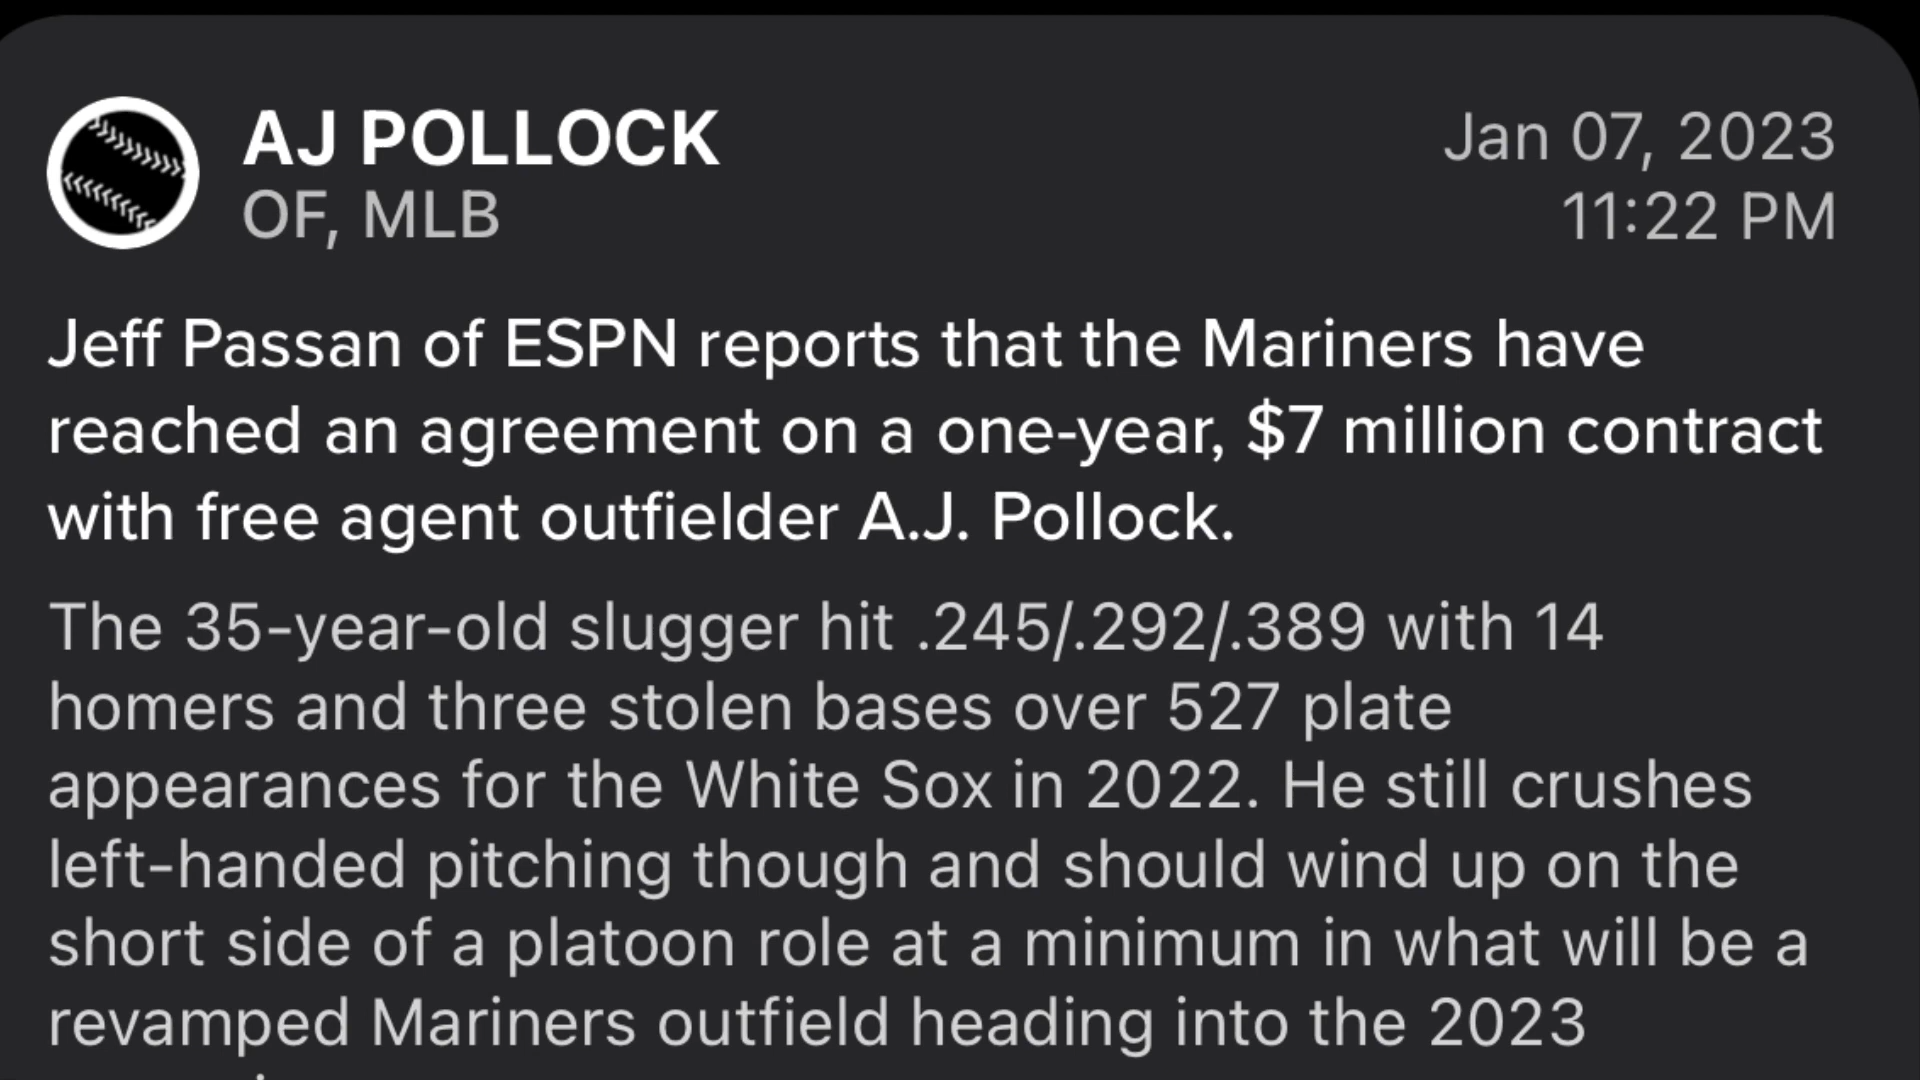 AJ POLLOCK
OF, MLB
Jan 07, 2023
11:22 PM
Jeff Passan of ESPN reports that the Mariners have
reached an agreement on a one-year, $7 million contract
with free agent outfielder A.J. Pollock.
The 35-year-old slugger hit .245/.292/.389 with 14
homers and three stolen bases over 527 plate
appearances for the White Sox in 2022. He still crushes
left-handed pitching though and should wind up on the
short side of a platoon role at a minimum in what will be a
revamped Mariners outfield heading into the 2023